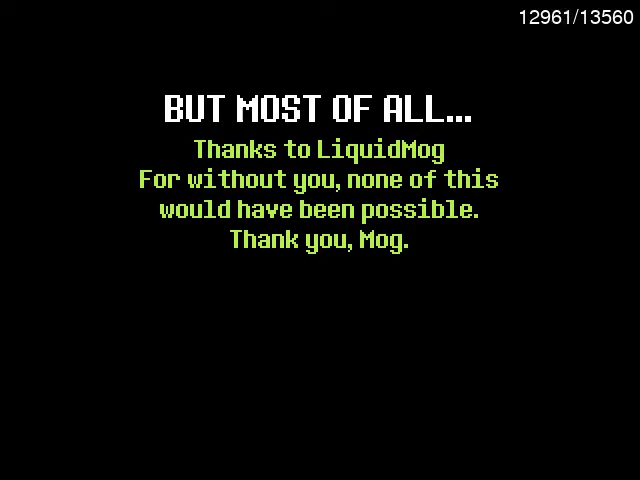 12961/13560
BUT MOST OF ALL...
Thanks to LiquidMog
For without you, none of this
would have been possible.
Thank you, Mog.